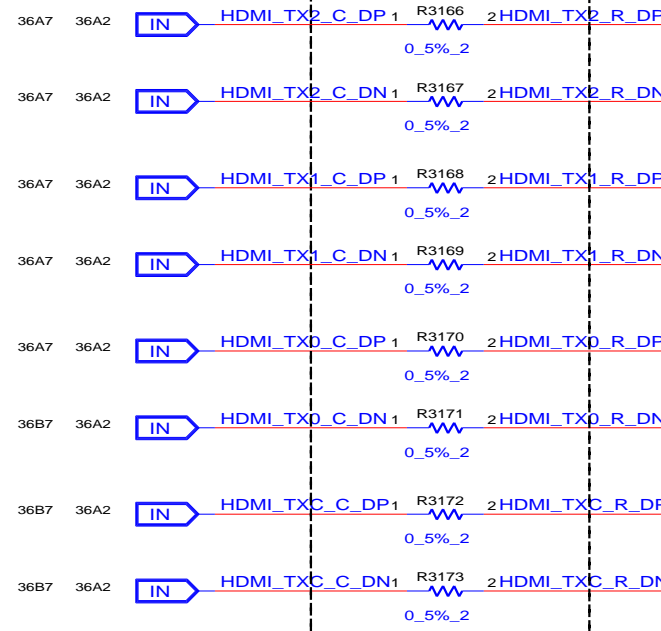 36A7 36A2 IN HDMI_TX2_C_DP 1 R3166 2 HDMI_TX2_R_DP
0_5%_2
36A7 36A2 IN HDMI_TX2_C_DN 1 R3167 2 HDMI_TX2_R_DN
0_5%_2
36A7 36A2 IN HDMI_TX1_C_DP 1 R3168 2 HDMI_TX1_R_DP
0_5%_2
36A7 36A2 IN HDMI_TX1_C_DN 1 R3169 2 HDMI_TX1_R_DN
0_5%_2
36A7 36A2 IN HDMI_TX0_C_DP 1 R3170 2 HDMI_TX0_R_DP
0_5%_2
36B7 36A2 IN HDMI_TX0_C_DN 1 R3171 2 HDMI_TX0_R_DN
0_5%_2
36B7 36A2 IN HDMI_TXC_C_DP 1 R3172 2 HDMI_TXC_R_DP
0_5%_2
36B7 36A2 IN HDMI_TXC_C_DN 1 R3173 2 HDMI_TXC_R_DN
0_5%_2